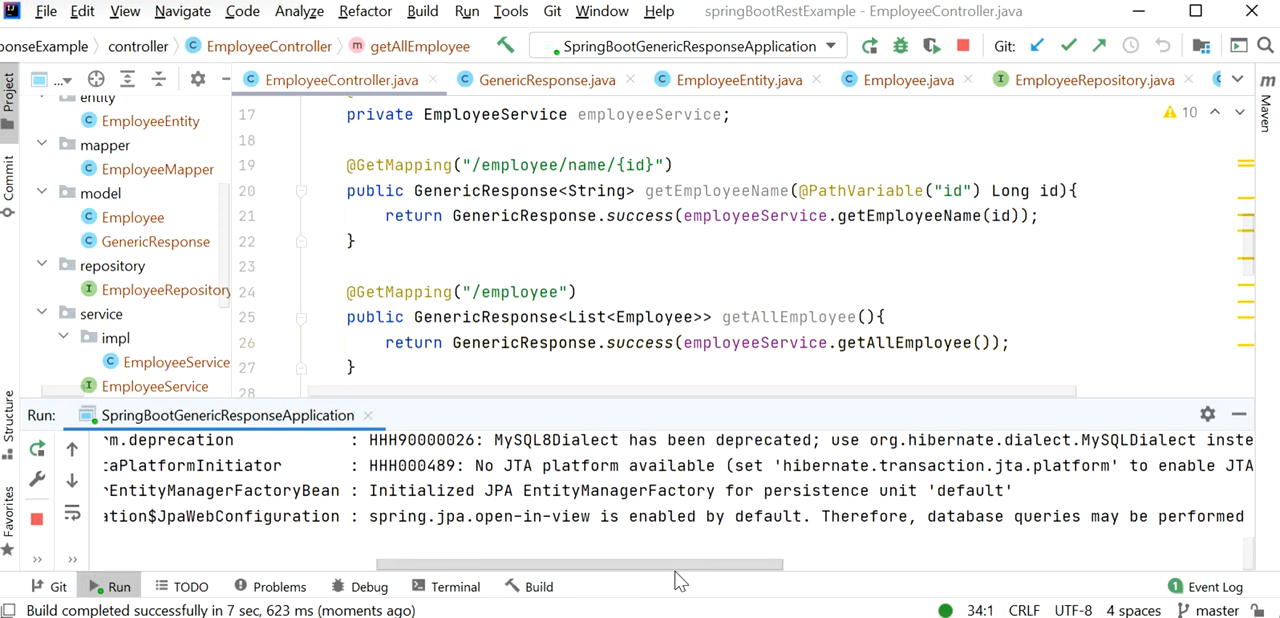 File Edit View Navigate Code Analyze Refactor Build Run Tools Git Window Help springBootRestExample - EmployeeController.java
ponseExample controller EmployeeController getAllEmployee SpringBootGenericResponseApplication Git:
... EmployeeController.java GenericResponse.java EmployeeEntity.java Employee.java EmployeeRepository.java
Project
Commit
Structure
Favorites
entity
EmployeeEntity
mapper
EmployeeMapper
model
Employee
GenericResponse
repository
EmployeeRepository
service
impl
EmployeeService
EmployeeService
10
17 private EmployeeService employeeService;
18
19 @GetMapping("/employee/name/{id}")
20 public GenericResponse<String> getEmployeeName(@PathVariable("id") Long id){
21 return GenericResponse.success(employeeService.getEmployeeName(id));
22 }
23
24 @GetMapping("/employee")
25 public GenericResponse<List<Employee>> getAllEmployee(){
26 return GenericResponse.success(employeeService.getAllEmployee());
27 }
28
m
Maven
Run: SpringBootGenericResponseApplication
m.deprecation : HHH90000026: MySQL8Dialect has been deprecated; use org.hibernate.dialect.MySQLDialect inste
taPlatformInitiator : HHH000489: No JTA platform available (set 'hibernate.transaction.jta.platform' to enable JTA
rEntityManagerFactoryBean : Initialized JPA EntityManagerFactory for persistence unit 'default'
ation$JpaWebConfiguration : spring.jpa.open-in-view is enabled by default. Therefore, database queries may be performed
Git Run TODO Problems Debug Terminal Build 1 Event Log
Build completed successfully in 7 sec, 623 ms (moments ago) 34:1 CRLF UTF-8 4 spaces master